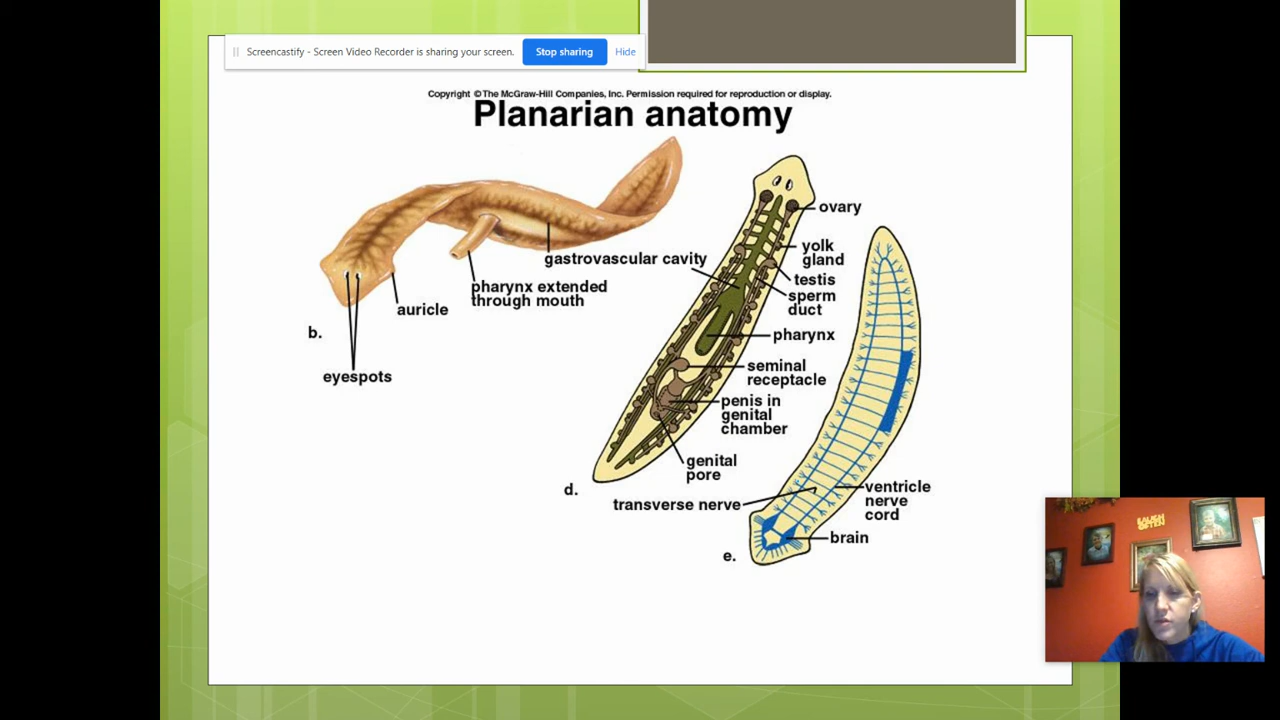 Screencastify - Screen Video Recorder is sharing your screen.
Stop sharing
Hide
Copyright © The McGraw-Hill Companies, Inc. Permission required for reproduction or display.
Planarian anatomy
ovary
yolk
gland
gastrovascular cavity
testis
pharynx extended
through mouth
sperm
duct
auricle
b.
pharynx
eyespots
seminal
receptacle
penis in
genital
chamber
genital
pore
d.
transverse nerve
ventricle
nerve
cord
brain
e.